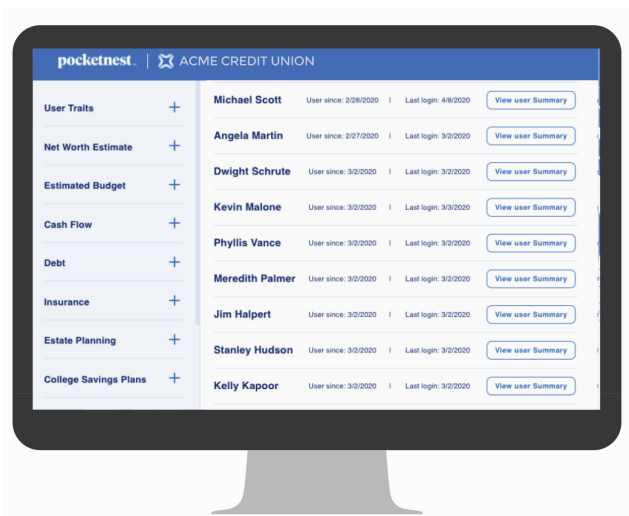 pocketnest. | ACME CREDIT UNION
User Traits +
Net Worth Estimate +
Estimated Budget +
Cash Flow +
Debt +
Insurance +
Estate Planning +
College Savings Plans +
Michael Scott User since: 2/26/2020 | Last login: 4/8/2020 View user Summary
Angela Martin User since: 2/27/2020 | Last login: 3/2/2020 View user Summary
Dwight Schrute User since: 3/2/2020 | Last login: 3/2/2020 View user Summary
Kevin Malone User since: 3/2/2020 | Last login: 3/3/2020 View user Summary
Phyllis Vance User since: 3/2/2020 | Last login: 3/2/2020 View user Summary
Meredith Palmer User since: 3/2/2020 | Last login: 3/2/2020 View user Summary
Jim Halpert User since: 3/2/2020 | Last login: 3/2/2020 View user Summary
Stanley Hudson User since: 3/2/2020 | Last login: 3/2/2020 View user Summary
Kelly Kapoor User since: 3/2/2020 | Last login: 3/2/2020 View user Summary